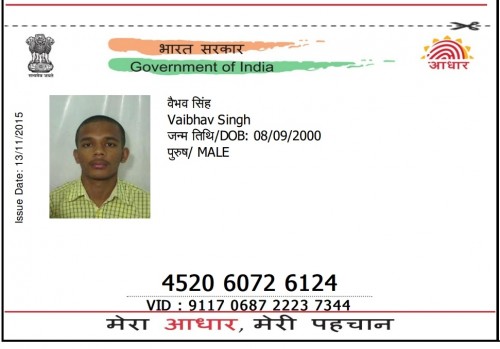 भारत सरकार
Government of India
सत्यमेव जयते
आधार
Issue Date: 13/11/2015
वैभव सिंह
Vaibhav Singh
जन्म तिथि/DOB: 08/09/2000
पुरुष/ MALE
4520 6072 6124
VID : 9117 0687 2223 7344
मेरा आधार, मेरी पहचान